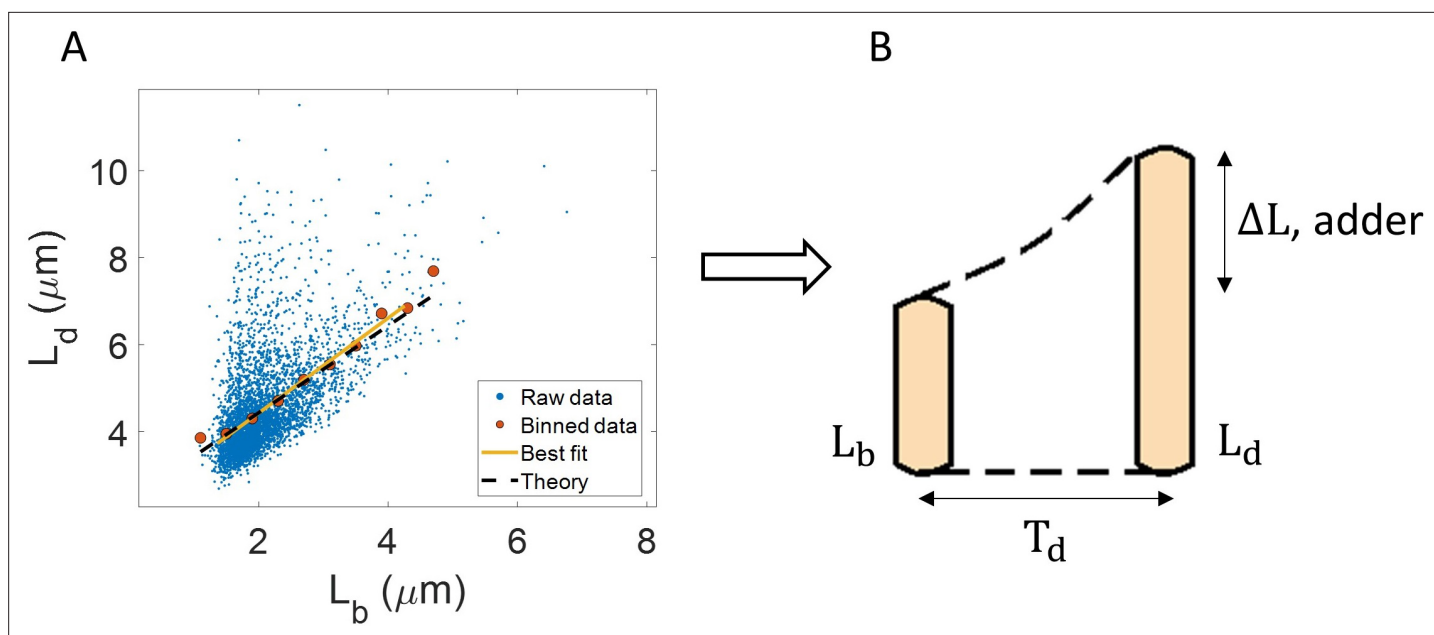 A
B
10
8
6
4
L_d (μm)
2
4
6
8
L_b (μm)
Raw data
Binned data
Best fit
Theory
ΔL, adder
L_b
L_d
T_d